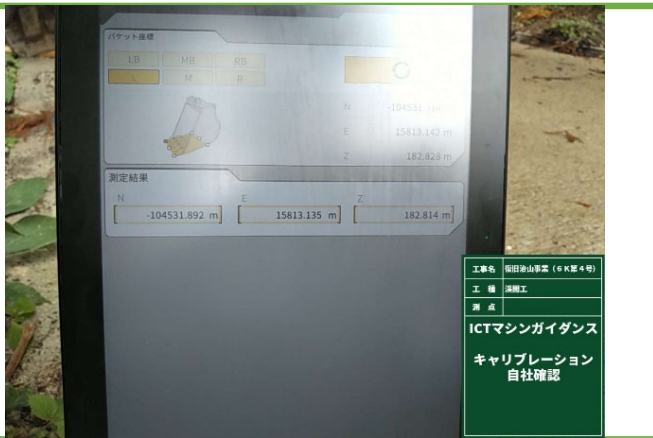 バケット座標
LB MB RB
L M R
N
E 15813.142 m
Z 182.823 m
測定結果
N E Z
-104531.892 m 15813.135 m 182.814 m
工事名 復旧治山事業（6K第4号）
工 種 渓間工
測 点
ICTマシンガイダンス
キャリブレーション
自社確認